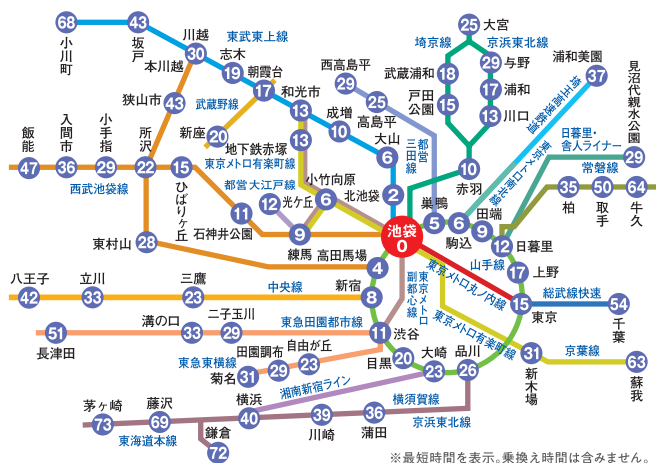 68
小川町
43
坂戸
川越
30
本川越
東武東上線
志木
19
朝霞台
17
和光市
13
成増
10
大山
6
北池袋
2
池袋
0
武蔵野線
新座
20
地下鉄赤塚
13
東京メトロ有楽町線
小竹向原
6
都営大江戸線
光ケ丘
12
練馬
9
狭山市
43
飯能
47
入間市
36
小手指
29
所沢
22
ひばりヶ丘
15
石神井公園
11
西武池袋線
東村山
28
西高島平
29
高島平
25
都営三田線
巣鴨
5
埼京線
京浜東北線
25
大宮
武蔵浦和
18
戸田公園
15
与野
29
浦和
17
川口
13
赤羽
10
浦和美園
37
埼玉高速鉄道
東京メトロ南北線
駒込
6
田端
9
日暮里
12
見沼代親水公園
29
日暮里・
舎人ライナー
常磐線
35
柏
50
取手
64
牛久
山手線
17
上野
東京メトロ丸ノ内線
15
東京
総武線快速
54
千葉
東京メトロ有楽町線
31
新木場
京葉線
63
蘇我
高田馬場
4
新宿
8
東京メトロ
副都心線
八王子
42
立川
33
三鷹
23
中央線
長津田
51
溝の口
33
二子玉川
29
東急田園都市線
渋谷
11
東急東横線
菊名
31
田園調布
29
自由が丘
23
目黒
20
大崎
23
品川
26
湘南新宿ライン
横須賀線
京浜東北線
茅ヶ崎
73
藤沢
69
東海道本線
鎌倉
72
横浜
40
川崎
39
蒲田
36
※最短時間を表示。乗換え時間は含みません。